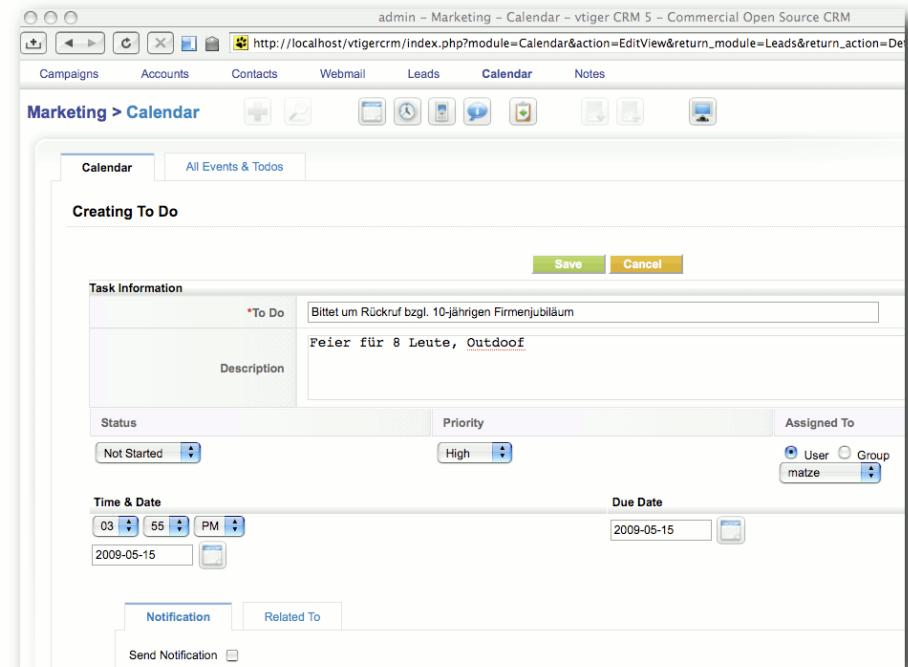 admin – Marketing – Calendar – vtiger CRM 5 – Commercial Open Source CRM
http://localhost/vtigercrm/index.php?module=Calendar&action=EditView&return_module=Leads&return_action=Det
Campaigns Accounts Contacts Webmail Leads Calendar Notes
Marketing > Calendar
Calendar All Events & Todos
Creating To Do
Save Cancel
Task Information
*To Do Bittet um Rückruf bzgl. 10-jährigen Firmenjubiläum
Description Feier für 8 Leute, Outdoof
Status Priority Assigned To
Not Started High User Group
matze
Time & Date Due Date
03 55 PM 2009-05-15
2009-05-15
Notification Related To
Send Notification